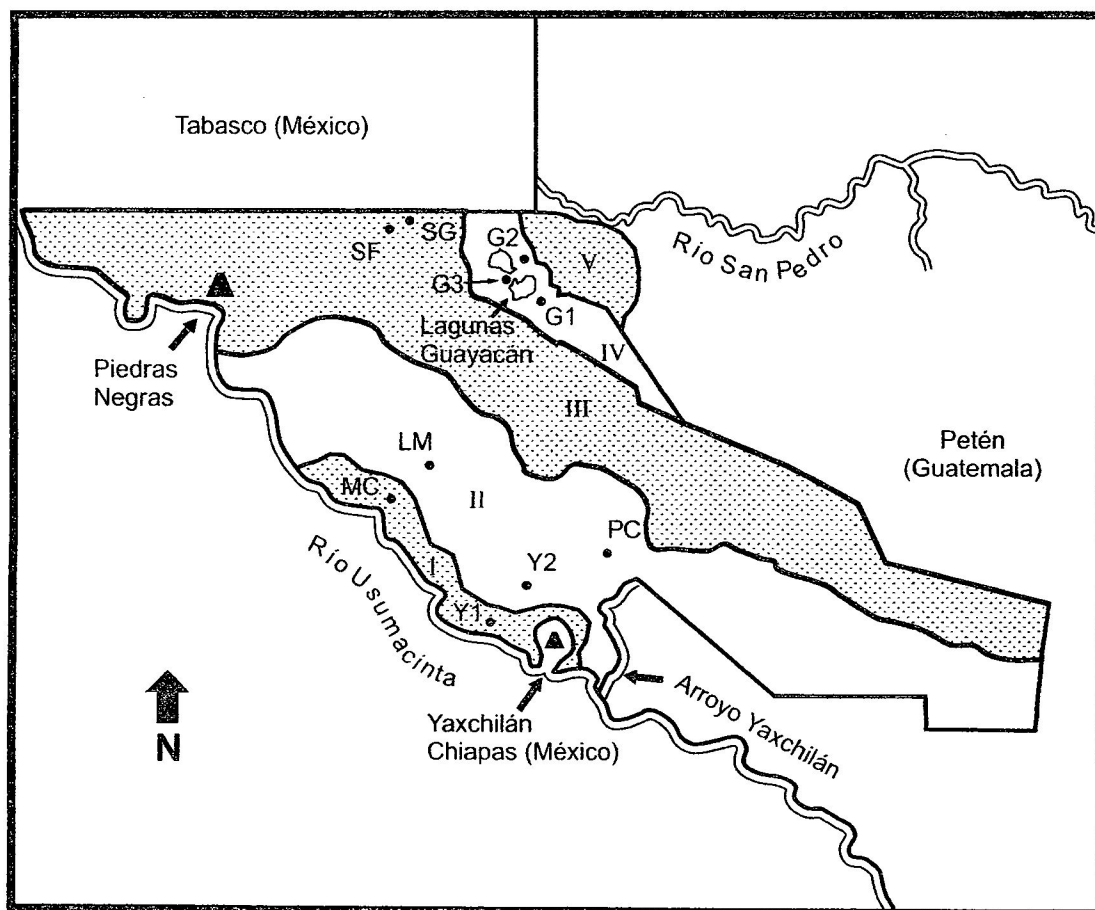 Tabasco (México)
SF
SG
G2
V
G3
G1
Lagunas
Guayacán
IV
Río San Pedro
Piedras
Negras
III
Petén
(Guatemala)
LM
MC
II
PC
I
Y2
Y1
Río Usumacinta
N
Yaxchilán
Chiapas (México)
Arroyo Yaxchilán